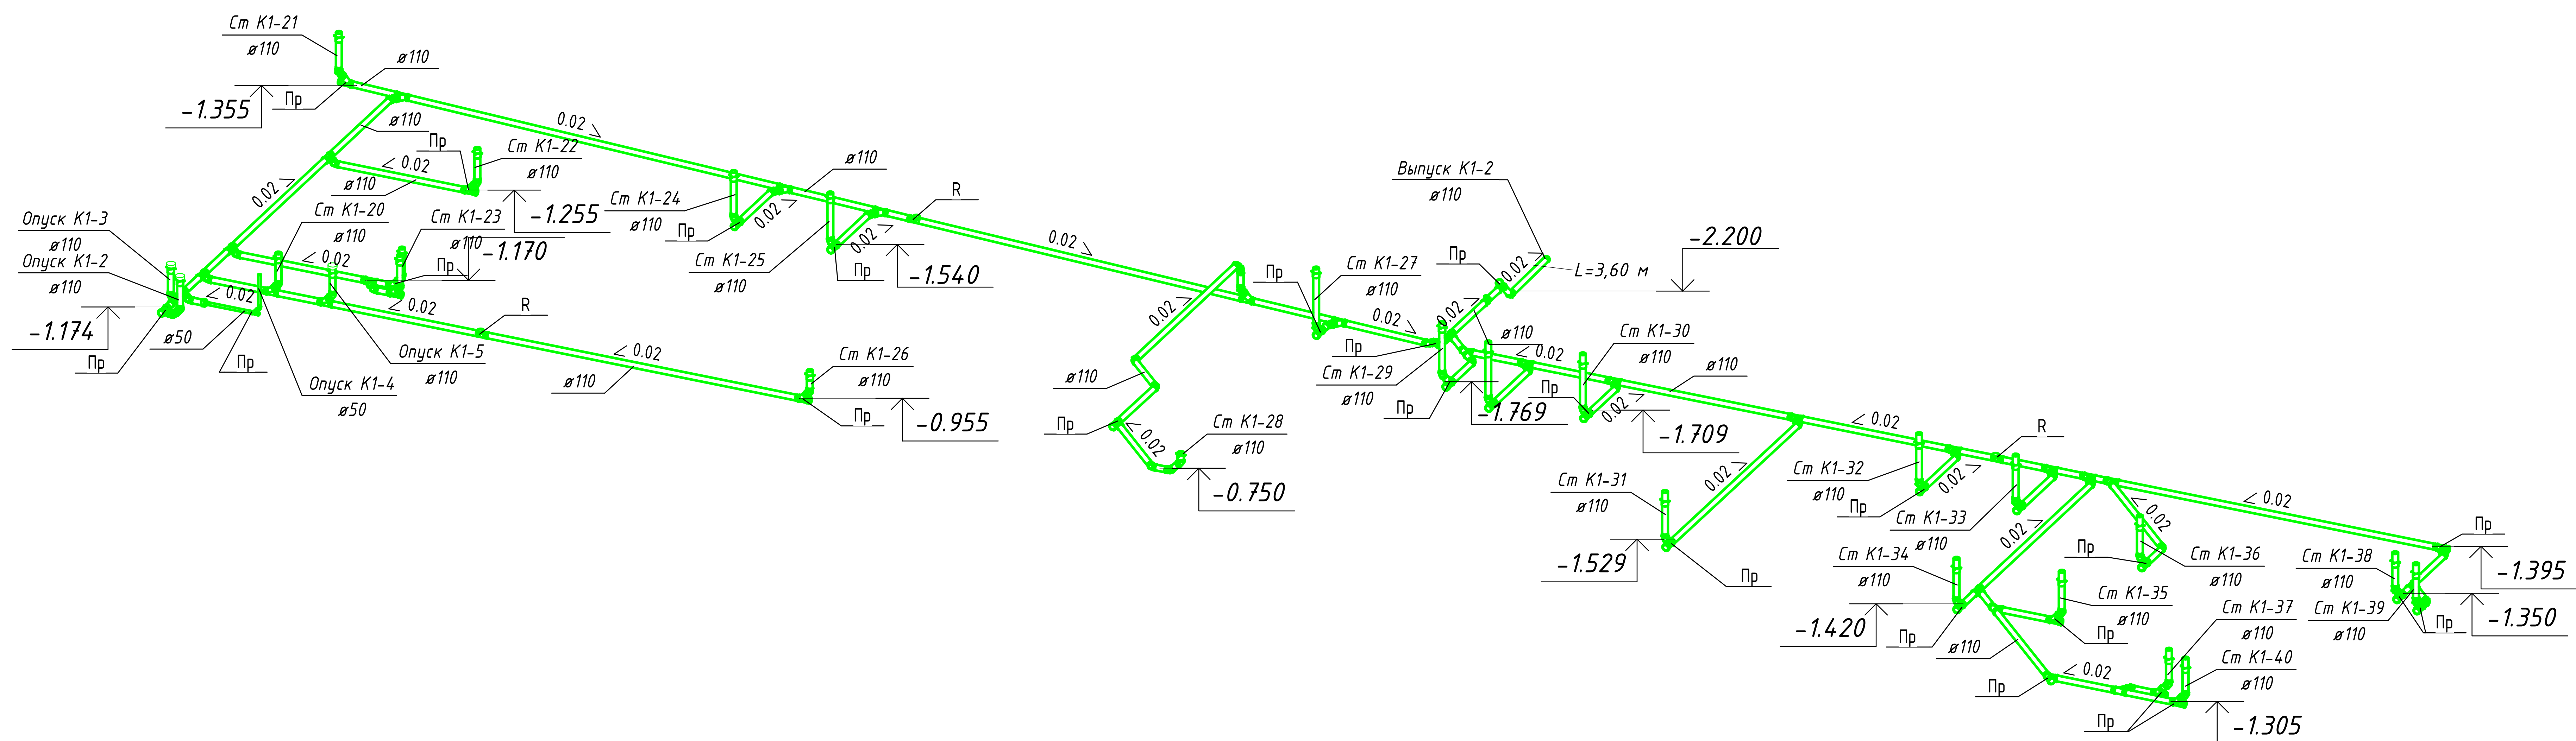 Ст К1-21
ø110
ø110
-1.355
Пр
ø110
0.02 >
Пр
< 0.02
Ст К1-22
ø110
ø110
-1.255
0.02 >
Опуск К1-3
ø110
Опуск К1-2
ø110
Ст К1-20
ø110
Ст К1-23
ø110
-1.170
< 0.02
Пр
< 0.02
< 0.02
-1.174
Пр
ø50
Пр
Опуск К1-4
ø50
Опуск К1-5
ø110
R
< 0.02
ø110
Ст К1-26
ø110
Пр
-0.955
Ст К1-24
ø110
Пр
0.02 >
ø110
Ст К1-25
ø110
0.02 >
Пр
-1.540
R
0.02 >
0.02 >
ø110
Пр
< 0.02
Ст К1-28
ø110
-0.750
Пр
Ст К1-27
ø110
0.02 >
Выпуск К1-2
ø110
Пр
0.02 >
L=3,60 м
-2.200
0.02 >
ø110
Пр
Ст К1-29
ø110
Пр
-1.769
< 0.02
Ст К1-30
ø110
Пр
0.02 >
-1.709
ø110
Ст К1-31
ø110
0.02 >
-1.529
Пр
< 0.02
R
Ст К1-32
ø110
Пр
0.02 >
Ст К1-33
ø110
0.02 >
< 0.02
< 0.02
Ст К1-34
ø110
-1.420
Пр
Ст К1-35
ø110
Пр
ø110
Пр
Ст К1-36
ø110
Ст К1-37
ø110
Ст К1-40
ø110
< 0.02
Пр
Пр
-1.305
Ст К1-38
ø110
Ст К1-39
ø110
Пр
Пр
-1.395
-1.350